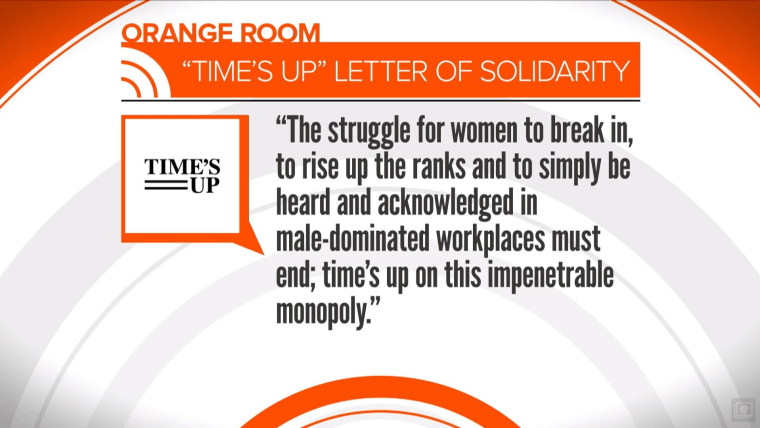 ORANGE ROOM
“TIME’S UP” LETTER OF SOLIDARITY
TIME’S
UP
“The struggle for women to break in,
to rise up the ranks and to simply be
heard and acknowledged in
male-dominated workplaces must
end; time’s up on this impenetrable
monopoly.”